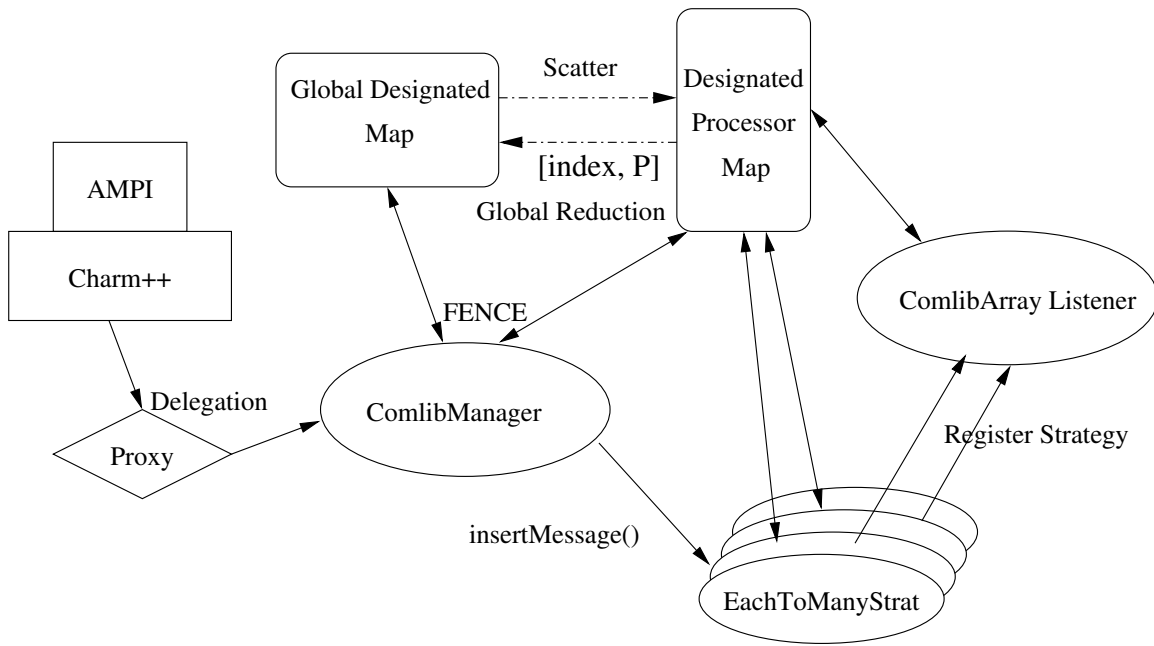 Scatter
Global Designated
Map
Designated
Processor
Map
[index, P]
Global Reduction
AMPI
Charm++
ComlibArray Listener
FENCE
Delegation
ComlibManager
Proxy
Register Strategy
insertMessage()
EachToManyStrat